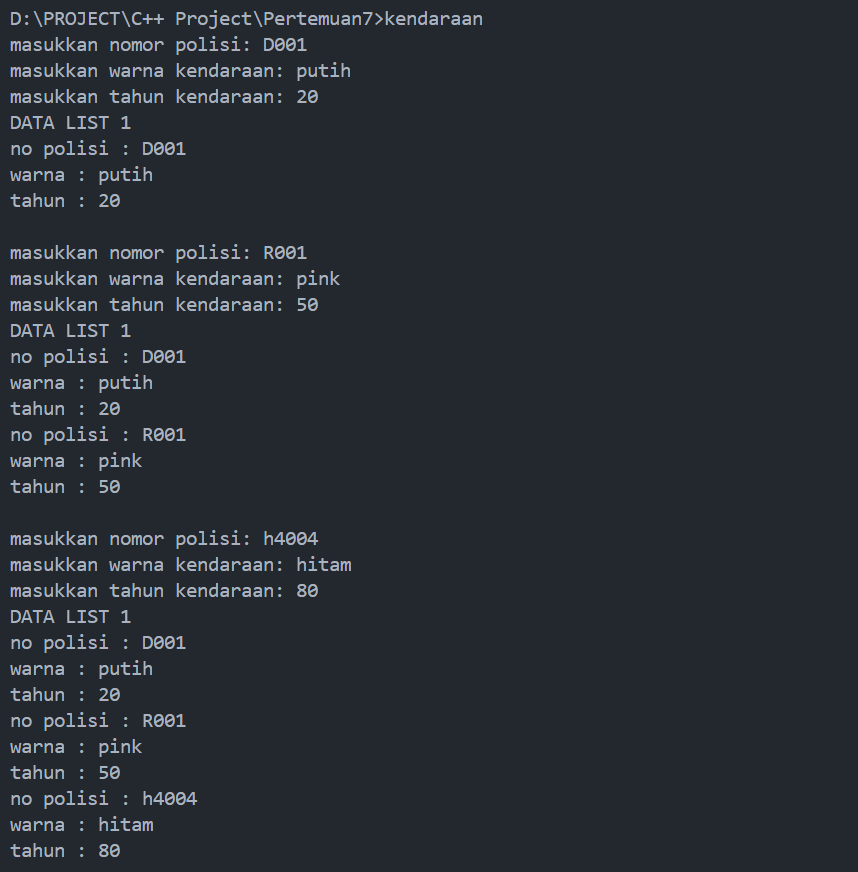 D:\PROJECT\C++ Project\Pertemuan7>kendaraan
masukkan nomor polisi: D001
masukkan warna kendaraan: putih
masukkan tahun kendaraan: 20
DATA LIST 1
no polisi : D001
warna : putih
tahun : 20
masukkan nomor polisi: R001
masukkan warna kendaraan: pink
masukkan tahun kendaraan: 50
DATA LIST 1
no polisi : D001
warna : putih
tahun : 20
no polisi : R001
warna : pink
tahun : 50
masukkan nomor polisi: h4004
masukkan warna kendaraan: hitam
masukkan tahun kendaraan: 80
DATA LIST 1
no polisi : D001
warna : putih
tahun : 20
no polisi : R001
warna : pink
tahun : 50
no polisi : h4004
warna : hitam
tahun : 80